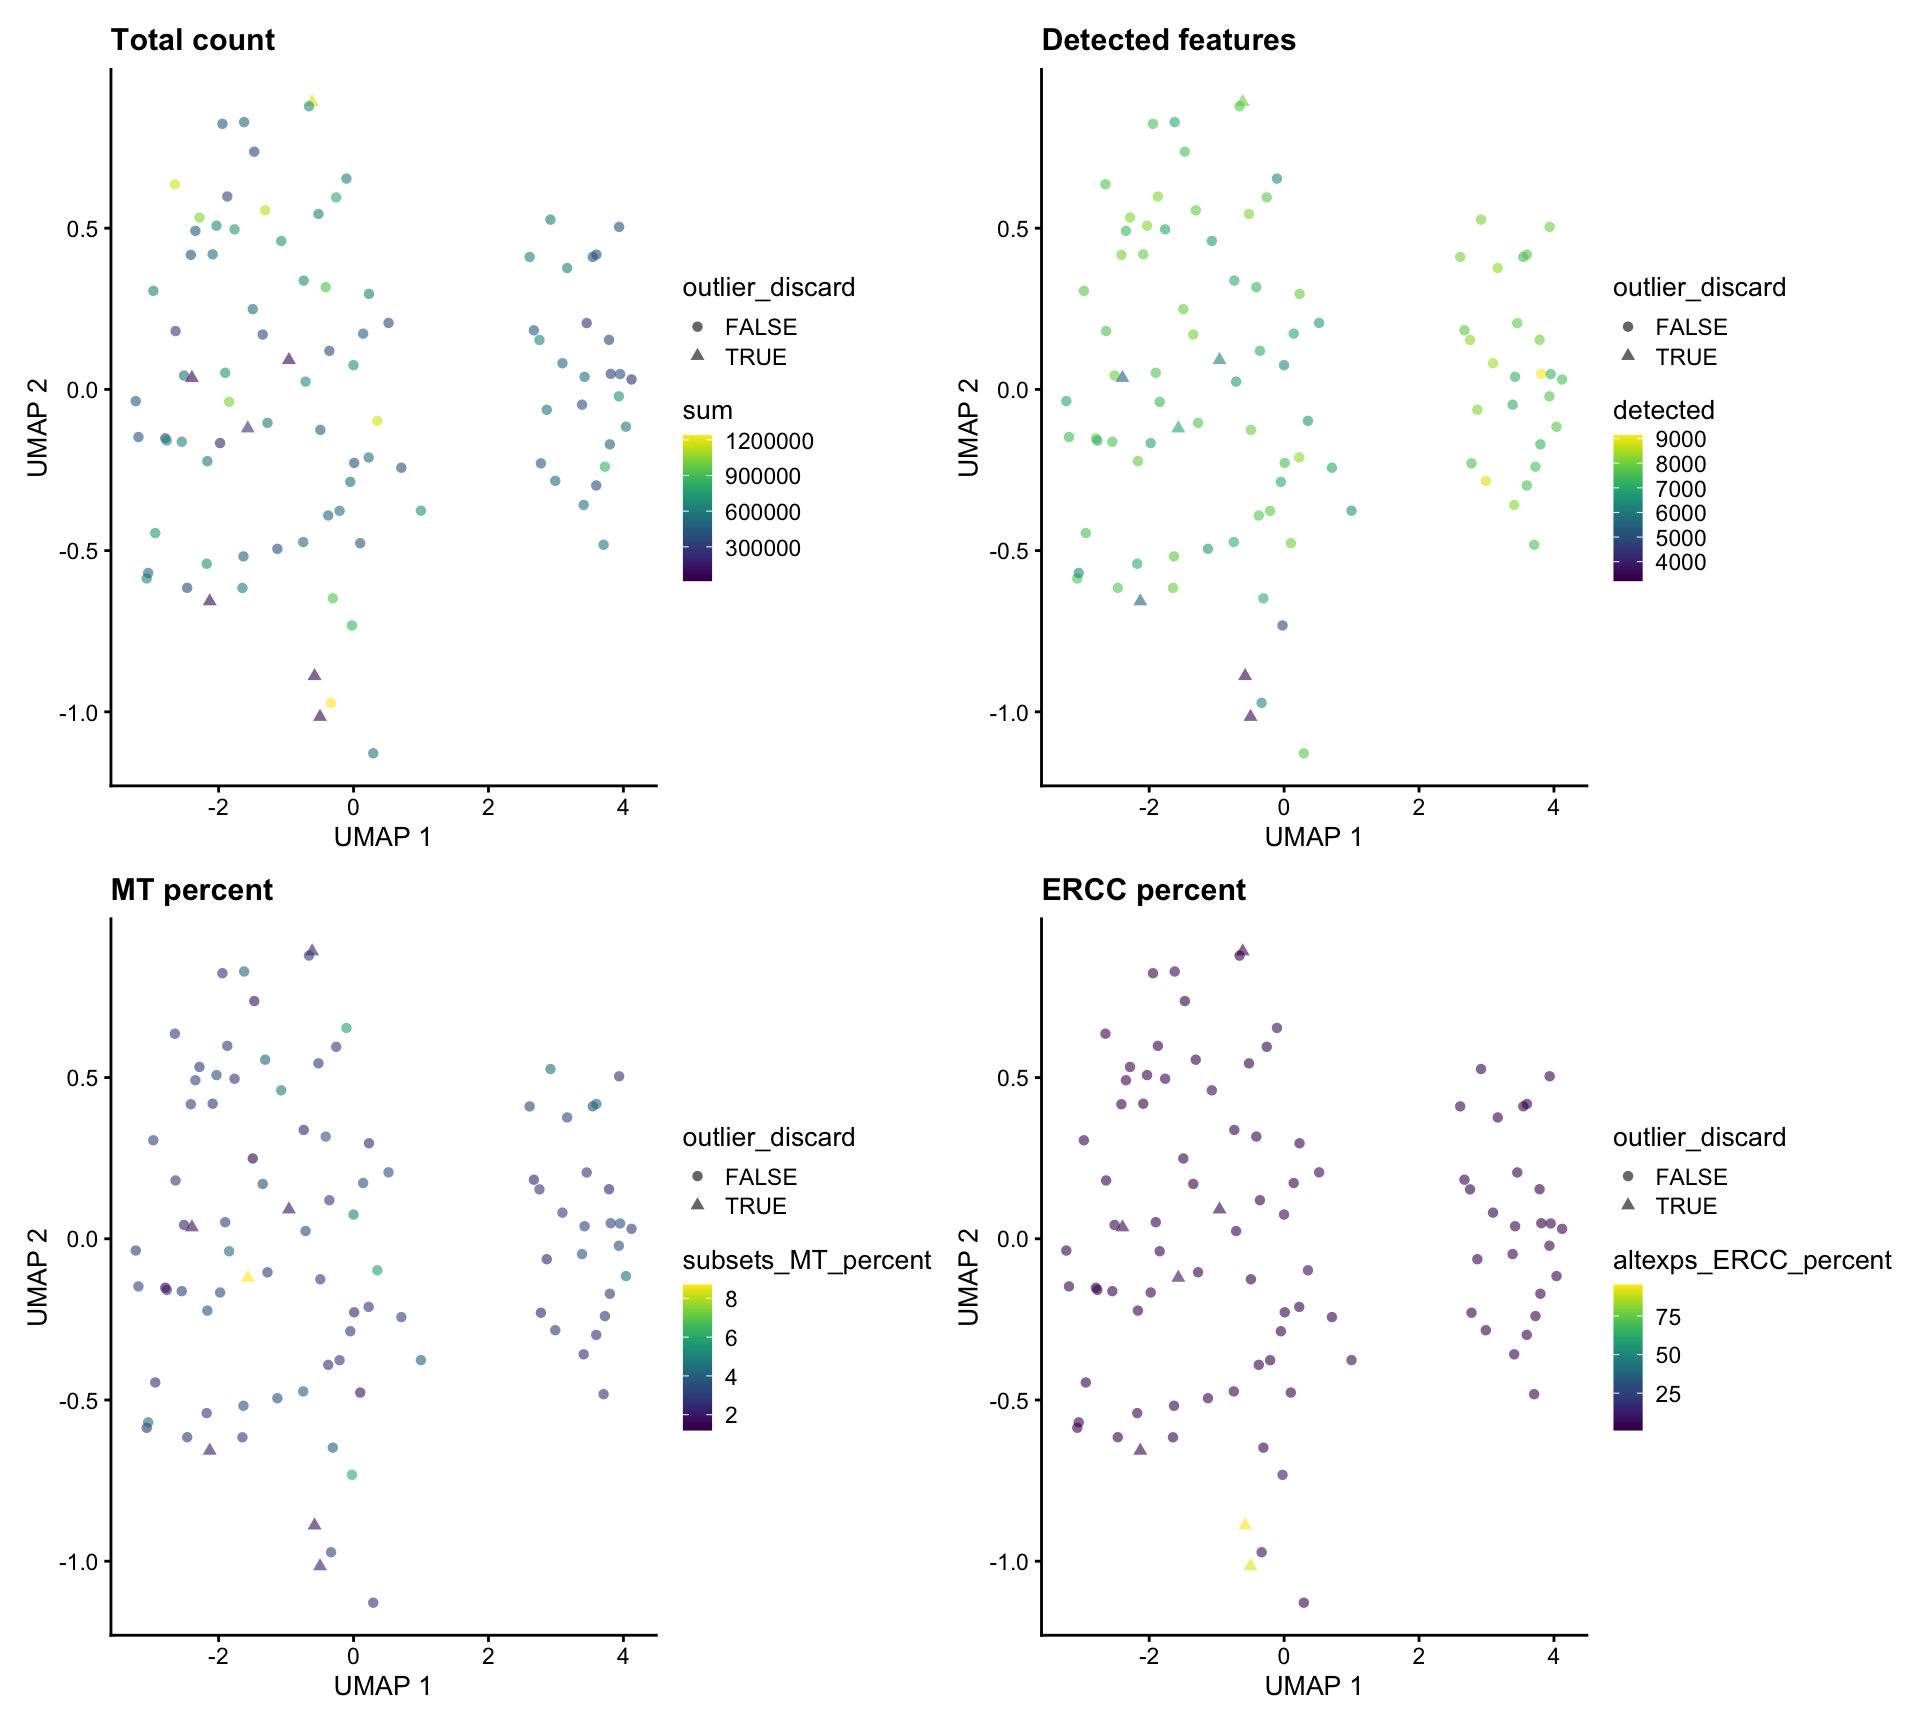 Total count
UMAP 2
0.5
0.0
-0.5
-1.0
-2
0
2
4
UMAP 1
outlier_discard
FALSE
TRUE
sum
1200000
900000
600000
300000
Detected features
UMAP 2
0.5
0.0
-0.5
-1.0
-2
0
2
4
UMAP 1
outlier_discard
FALSE
TRUE
detected
9000
8000
7000
6000
5000
4000
MT percent
UMAP 2
0.5
0.0
-0.5
-1.0
-2
0
2
4
UMAP 1
outlier_discard
FALSE
TRUE
subsets_MT_percent
8
6
4
2
ERCC percent
UMAP 2
0.5
0.0
-0.5
-1.0
-2
0
2
4
UMAP 1
outlier_discard
FALSE
TRUE
altexps_ERCC_percent
75
50
25